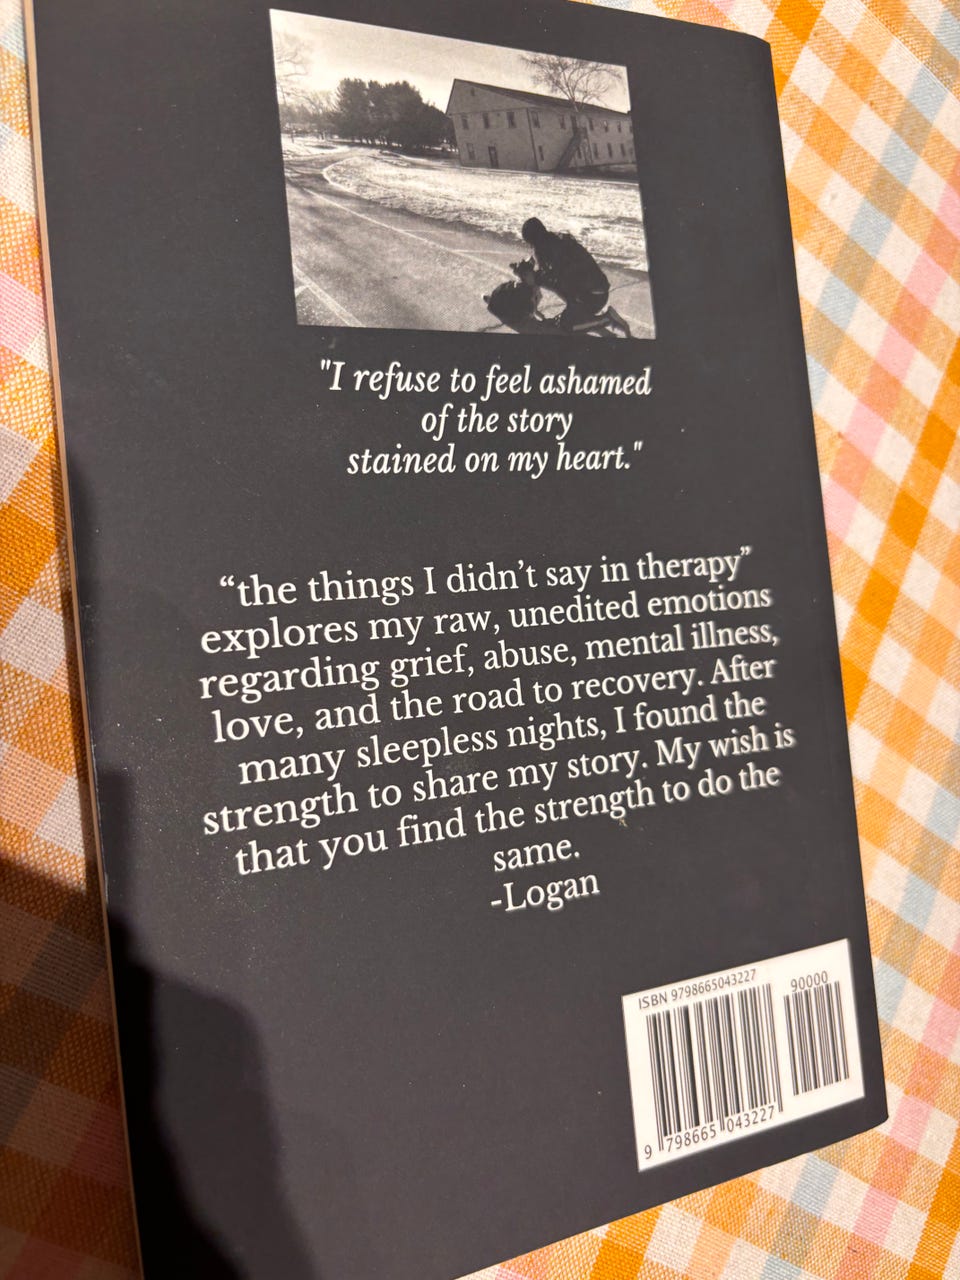 "I refuse to feel ashamed
of the story
stained on my heart."
“the things I didn’t say in therapy”
explores my raw, unedited emotions
regarding grief, abuse, mental illness,
love, and the road to recovery. After
many sleepless nights, I found the
strength to share my story. My wish is
that you find the strength to do the
same.
-Logan
ISBN 9798665043227
90000
9 798665 043227